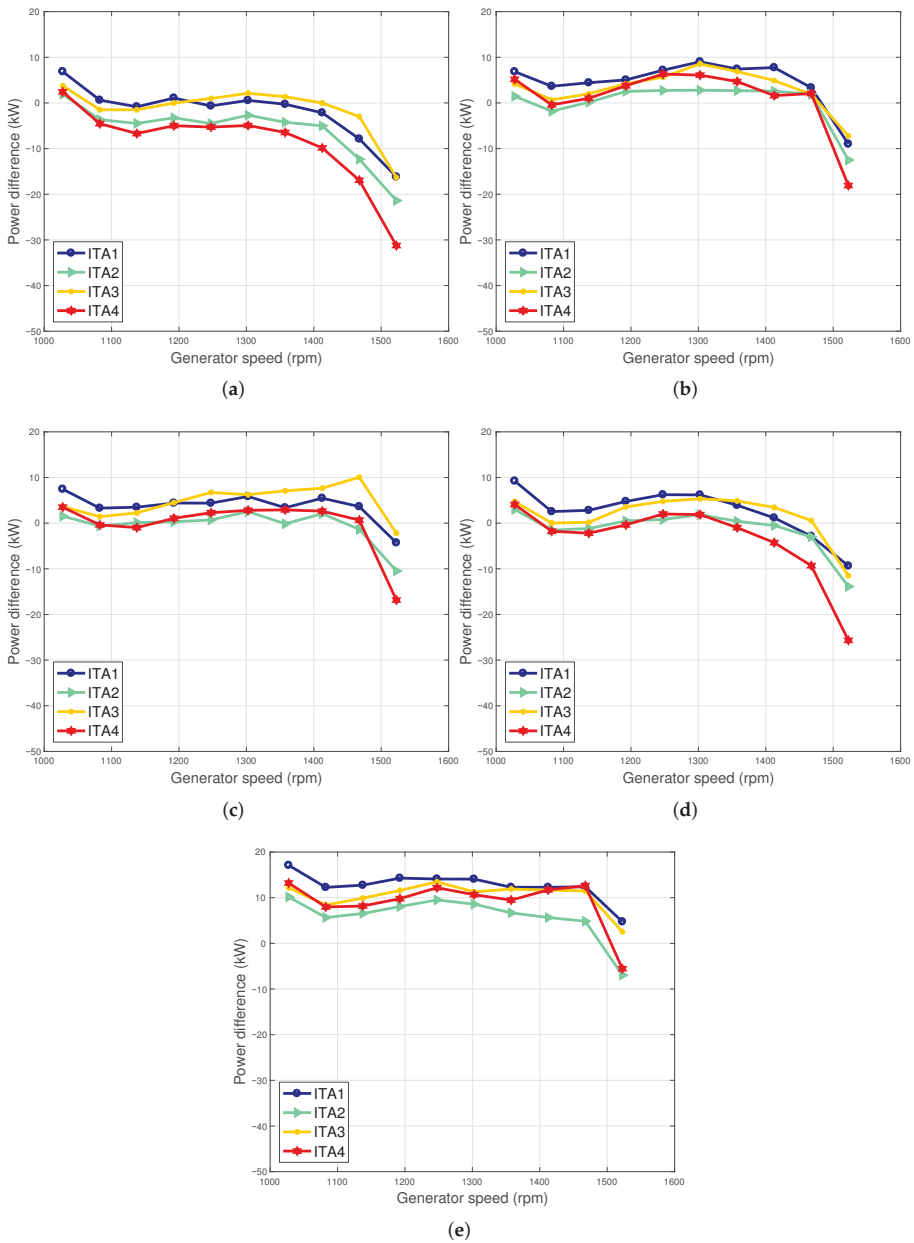 20
10
0
−10
−20
−30
−40
−50
Power difference (kW)
ITA1
ITA2
ITA3
ITA4
1000 1100 1200 1300 1400 1500 1600
Generator speed (rpm)
(a)
20
10
0
−10
−20
−30
−40
−50
Power difference (kW)
ITA1
ITA2
ITA3
ITA4
1000 1100 1200 1300 1400 1500 1600
Generator speed (rpm)
(b)
20
10
0
−10
−20
−30
−40
−50
Power difference (kW)
ITA1
ITA2
ITA3
ITA4
1000 1100 1200 1300 1400 1500 1600
Generator speed (rpm)
(c)
20
10
0
−10
−20
−30
−40
−50
Power difference (kW)
ITA1
ITA2
ITA3
ITA4
1000 1100 1200 1300 1400 1500 1600
Generator speed (rpm)
(d)
20
10
0
−10
−20
−30
−40
−50
Power difference (kW)
ITA1
ITA2
ITA3
ITA4
1000 1100 1200 1300 1400 1500 1600
Generator speed (rpm)
(e)